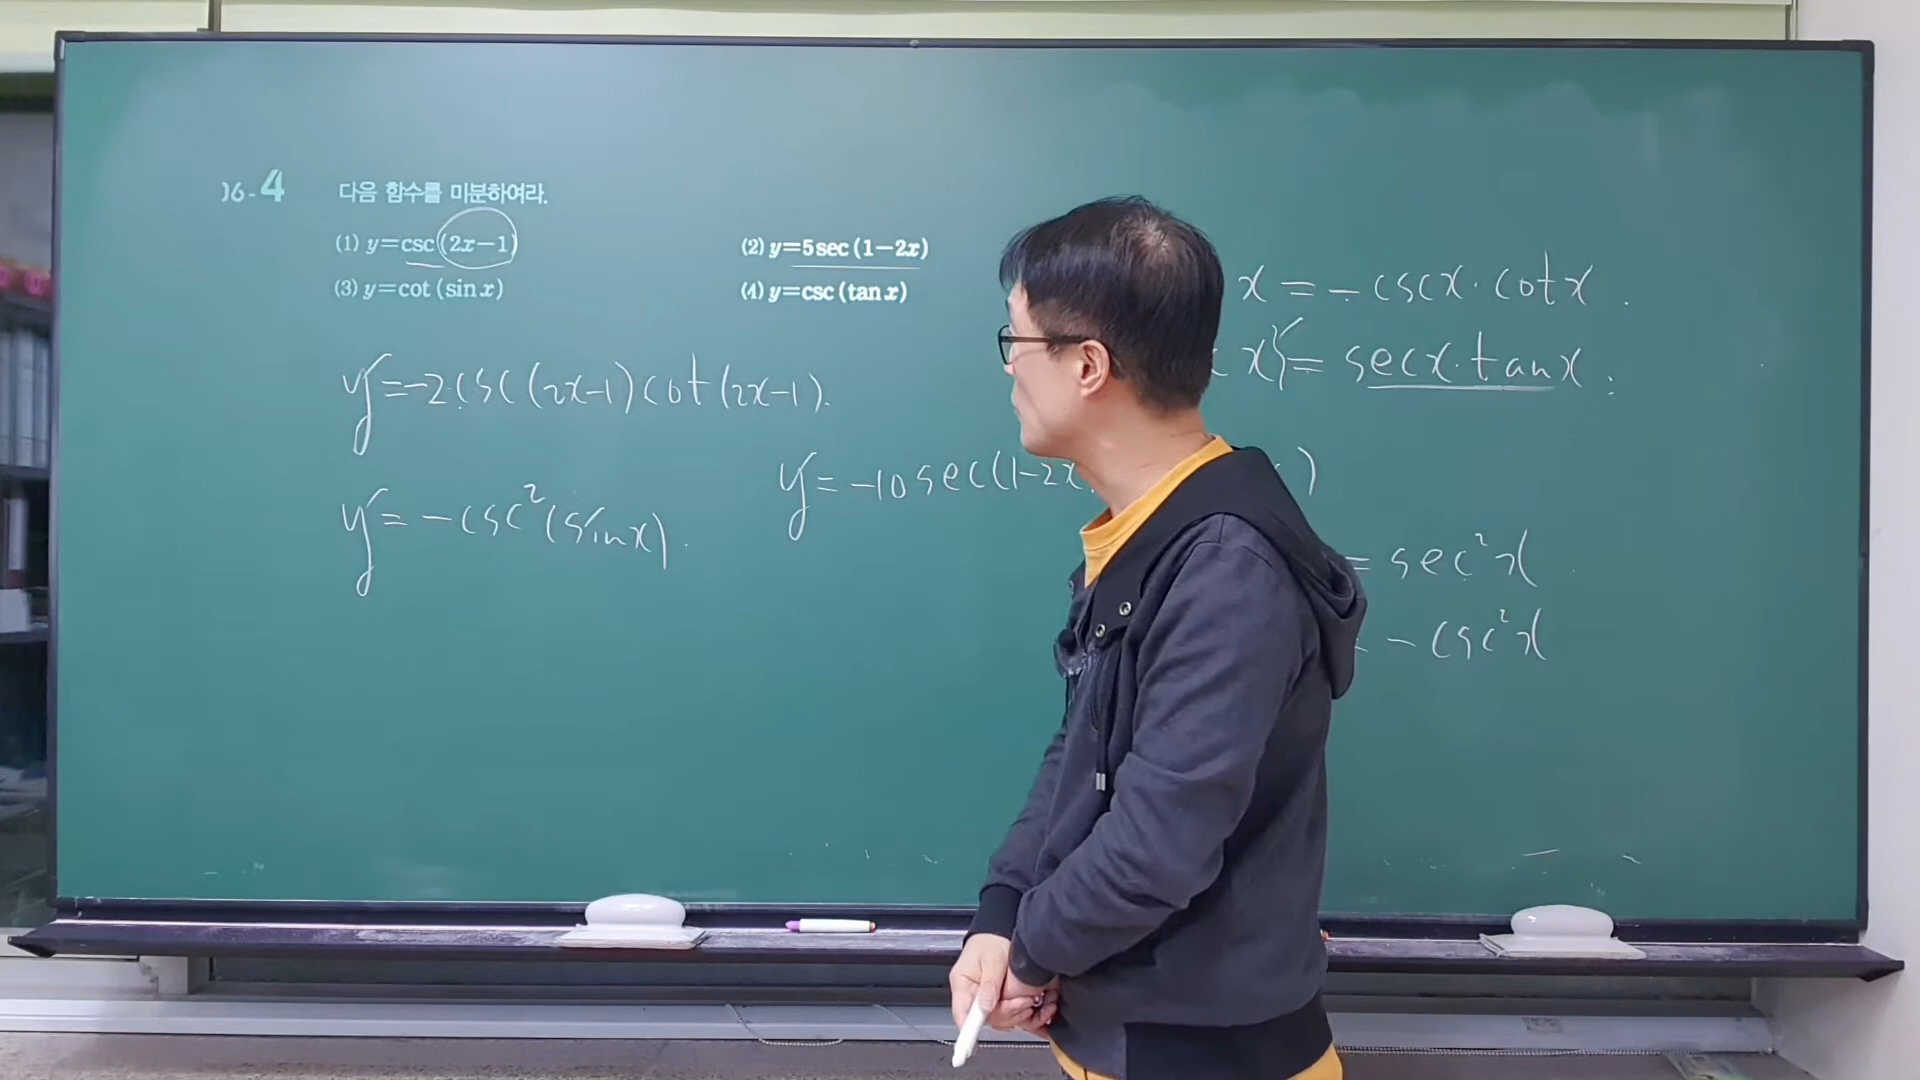 06-4 다음 함수를 미분하여라.
(1) y=csc(2x-1) (2) y=5sec(1-2x)
(3) y=cot(sin x) (4) y=csc(tan x)
y'=-2csc(2x-1)cot(2x-1).
y'=-csc²(sinx).
y'=-10sec(1-2x )
x=-cscx·cotx.
x)'=secx·tanx.
=sec²x
-csc²x